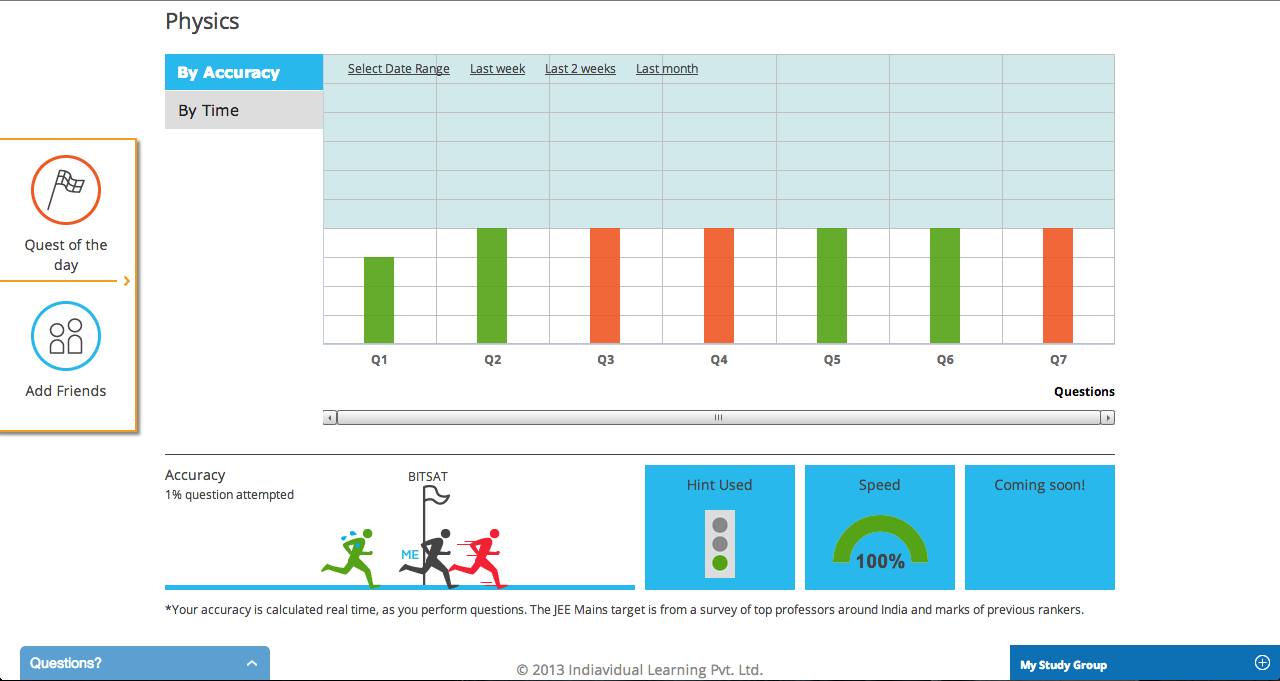 Physics
By Accuracy
By Time
Select Date Range Last week Last 2 weeks Last month
Quest of the
day
Add Friends
Q1 Q2 Q3 Q4 Q5 Q6 Q7
Questions
Accuracy
1% question attempted
BITSAT
ME
Hint Used
Speed
100%
Coming soon!
*Your accuracy is calculated real time, as you perform questions. The JEE Mains target is from a survey of top professors around India and marks of previous rankers.
Questions?
© 2013 Indiavidual Learning Pvt. Ltd.
My Study Group